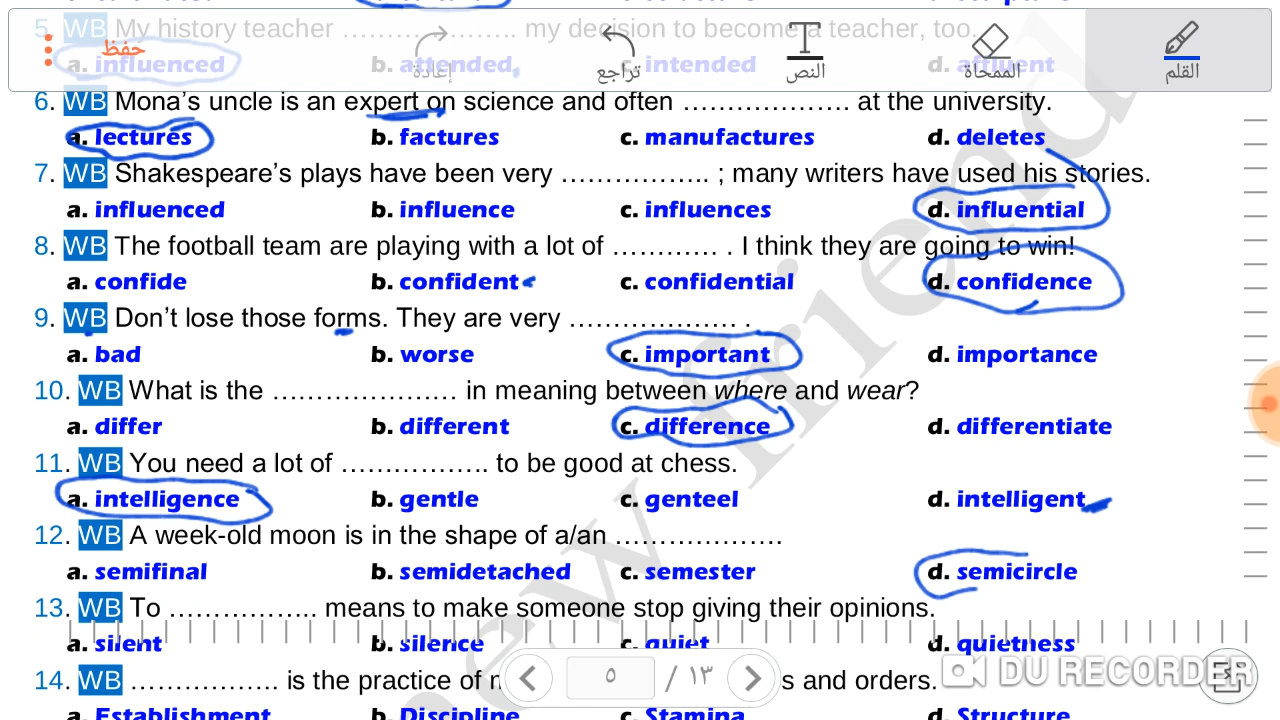 5. WB My history teacher ………………… my decision to become a teacher, too.
a. influenced b. attended, c. intended d. affluent
حفظ إعادة تراجع النص الممحاة القلم
6. WB Mona's uncle is an expert on science and often ………………… at the university.
a. lectures b. factures c. manufactures d. deletes
7. WB Shakespeare's plays have been very …………….. ; many writers have used his stories.
a. influenced b. influence c. influences d. influential
8. WB The football team are playing with a lot of ………… . I think they are going to win!
a. confide b. confident c. confidential d. confidence
9. WB Don't lose those forms. They are very ………………… .
a. bad b. worse c. important d. importance
10. WB What is the ………………… in meaning between where and wear?
a. differ b. different c. difference d. differentiate
11. WB You need a lot of …………….. to be good at chess.
a. intelligence b. gentle c. genteel d. intelligent
12. WB A week-old moon is in the shape of a/an ……………….
a. semifinal b. semidetached c. semester d. semicircle
13. WB To …………….. means to make someone stop giving their opinions.
a. silent b. silence c. quiet d. quietness
14. WB …………….. is the practice of s and orders.
٥ / ١٣
DU RECORDER
a. Establishment b. Discipline c. Stamina d. Structure
new friend